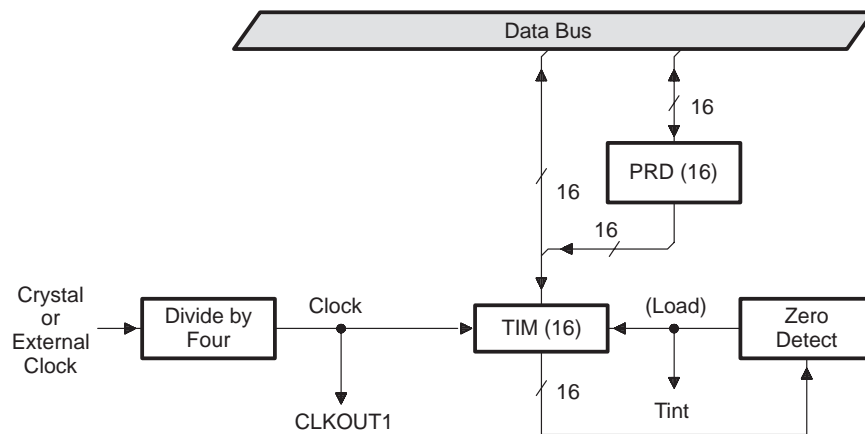 Data Bus
16
PRD (16)
16
16
Crystal
or
External
Clock
Divide by
Four
Clock
TIM (16)
(Load)
Zero
Detect
16
CLKOUT1
Tint